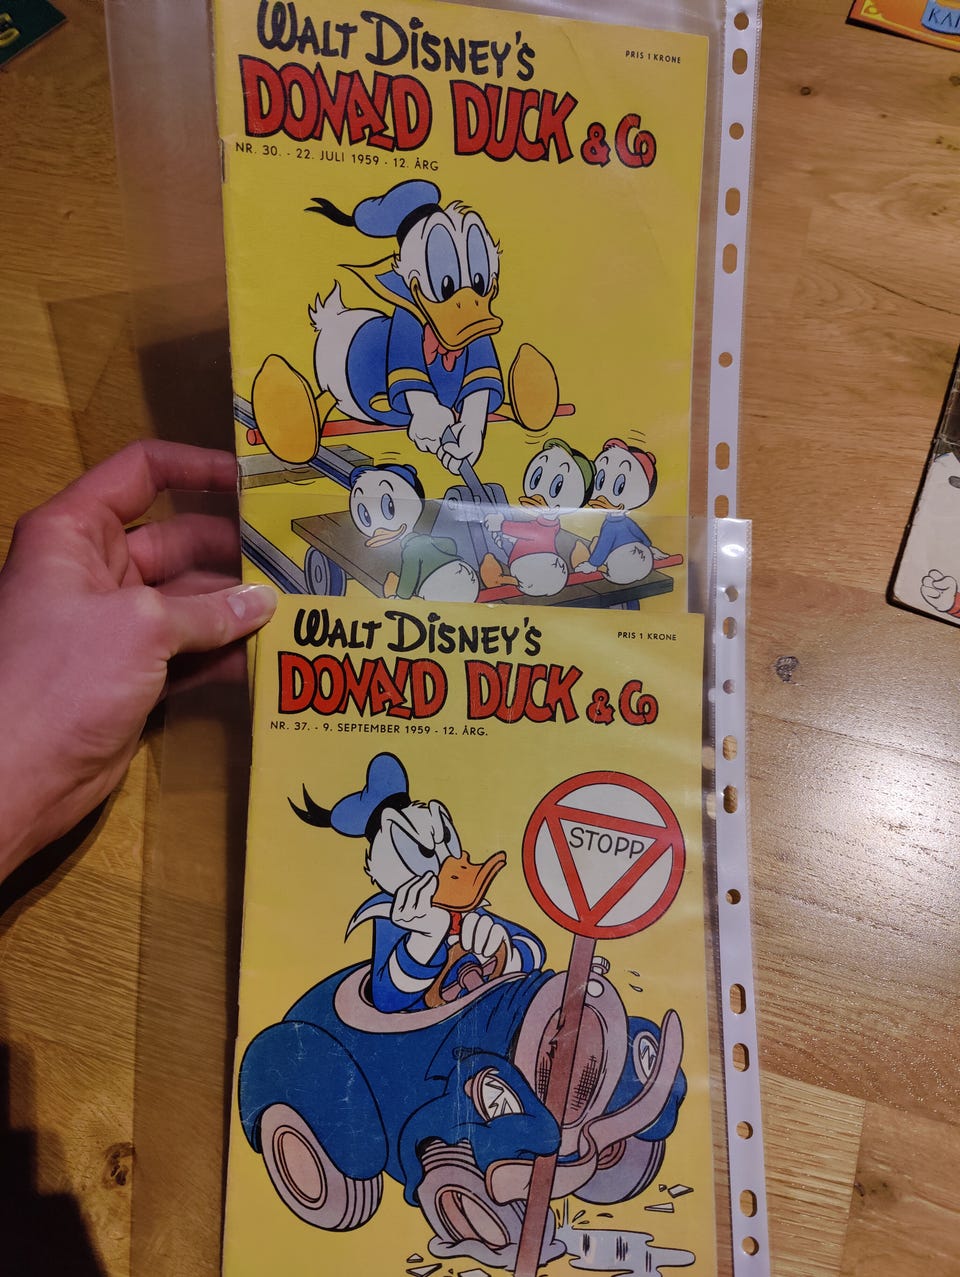 WALT DISNEY'S
PRIS 1 KRONE
DONALD DUCK & Co
NR. 30. - 22. JULI 1959 - 12. ÅRG
WALT DISNEY'S
PRIS 1 KRONE
DONALD DUCK & Co
NR. 37. - 9. SEPTEMBER 1959 - 12. ÅRG.
STOPP